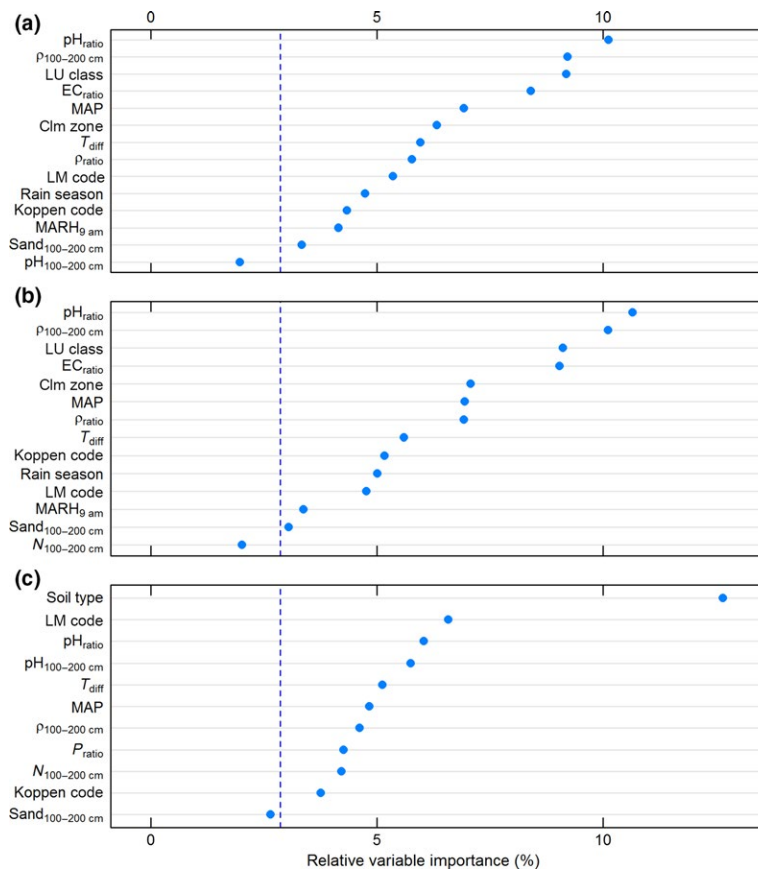 0 5 10
(a)
pHratio
ρ100–200 cm
LU class
ECratio
MAP
Clm zone
Tdiff
ρratio
LM code
Rain season
Koppen code
MARH9 am
Sand100–200 cm
pH100–200 cm
(b)
pHratio
ρ100–200 cm
LU class
ECratio
Clm zone
MAP
ρratio
Tdiff
Koppen code
Rain season
LM code
MARH9 am
Sand100–200 cm
N100–200 cm
(c)
Soil type
LM code
pHratio
pH100–200 cm
Tdiff
MAP
ρ100–200 cm
Pratio
N100–200 cm
Koppen code
Sand100–200 cm
0 5 10
Relative variable importance (%)